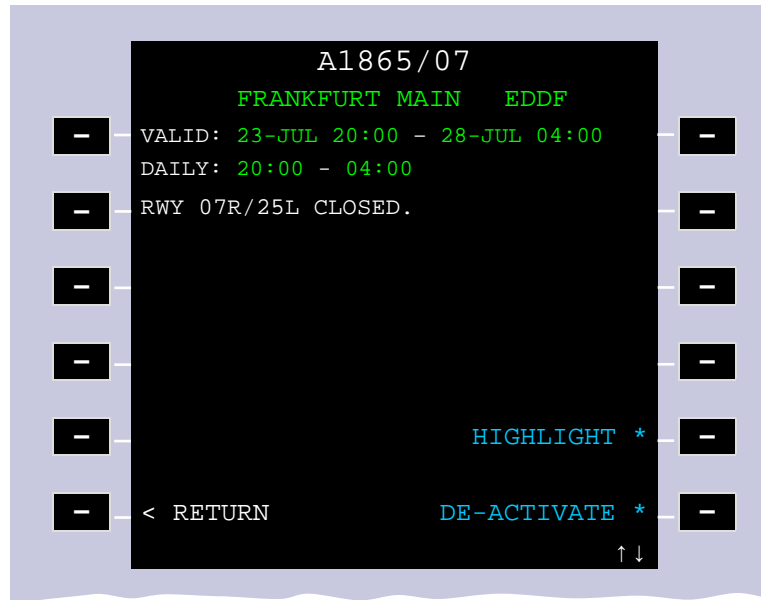 A1865/07
FRANKFURT MAIN EDDF
VALID: 23-JUL 20:00 - 28-JUL 04:00
DAILY: 20:00 - 04:00
RWY 07R/25L CLOSED.
HIGHLIGHT *
< RETURN DE-ACTIVATE *
↑↓